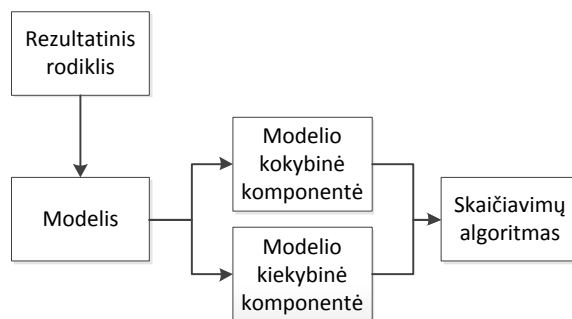 Rezultatinis
rodiklis
Modelis
Modelio
kokybinė
komponentė
Modelio
kiekybinė
komponentė
Skaičiavimų
algoritmas